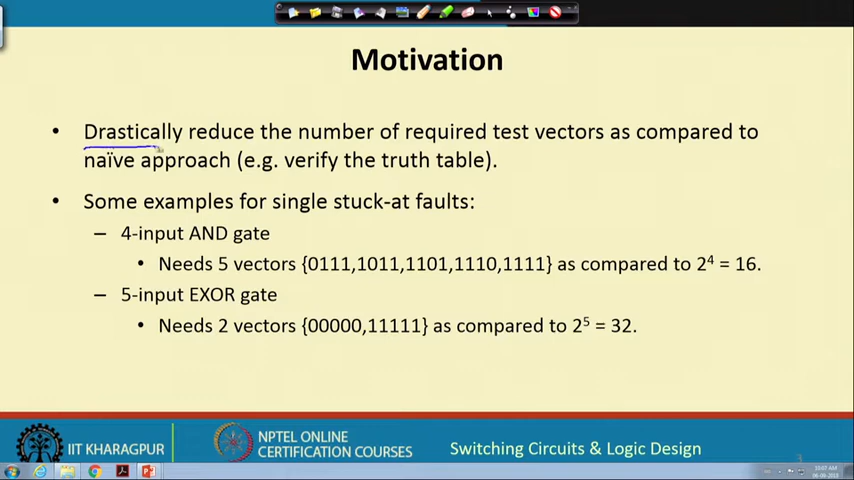 Motivation
• Drastically reduce the number of required test vectors as compared to
naïve approach (e.g. verify the truth table).
• Some examples for single stuck-at faults:
– 4-input AND gate
• Needs 5 vectors {0111,1011,1101,1110,1111} as compared to 2⁴ = 16.
– 5-input EXOR gate
• Needs 2 vectors {00000,11111} as compared to 2⁵ = 32.
IIT KHARAGPUR
NPTEL ONLINE
CERTIFICATION COURSES
Switching Circuits & Logic Design
3